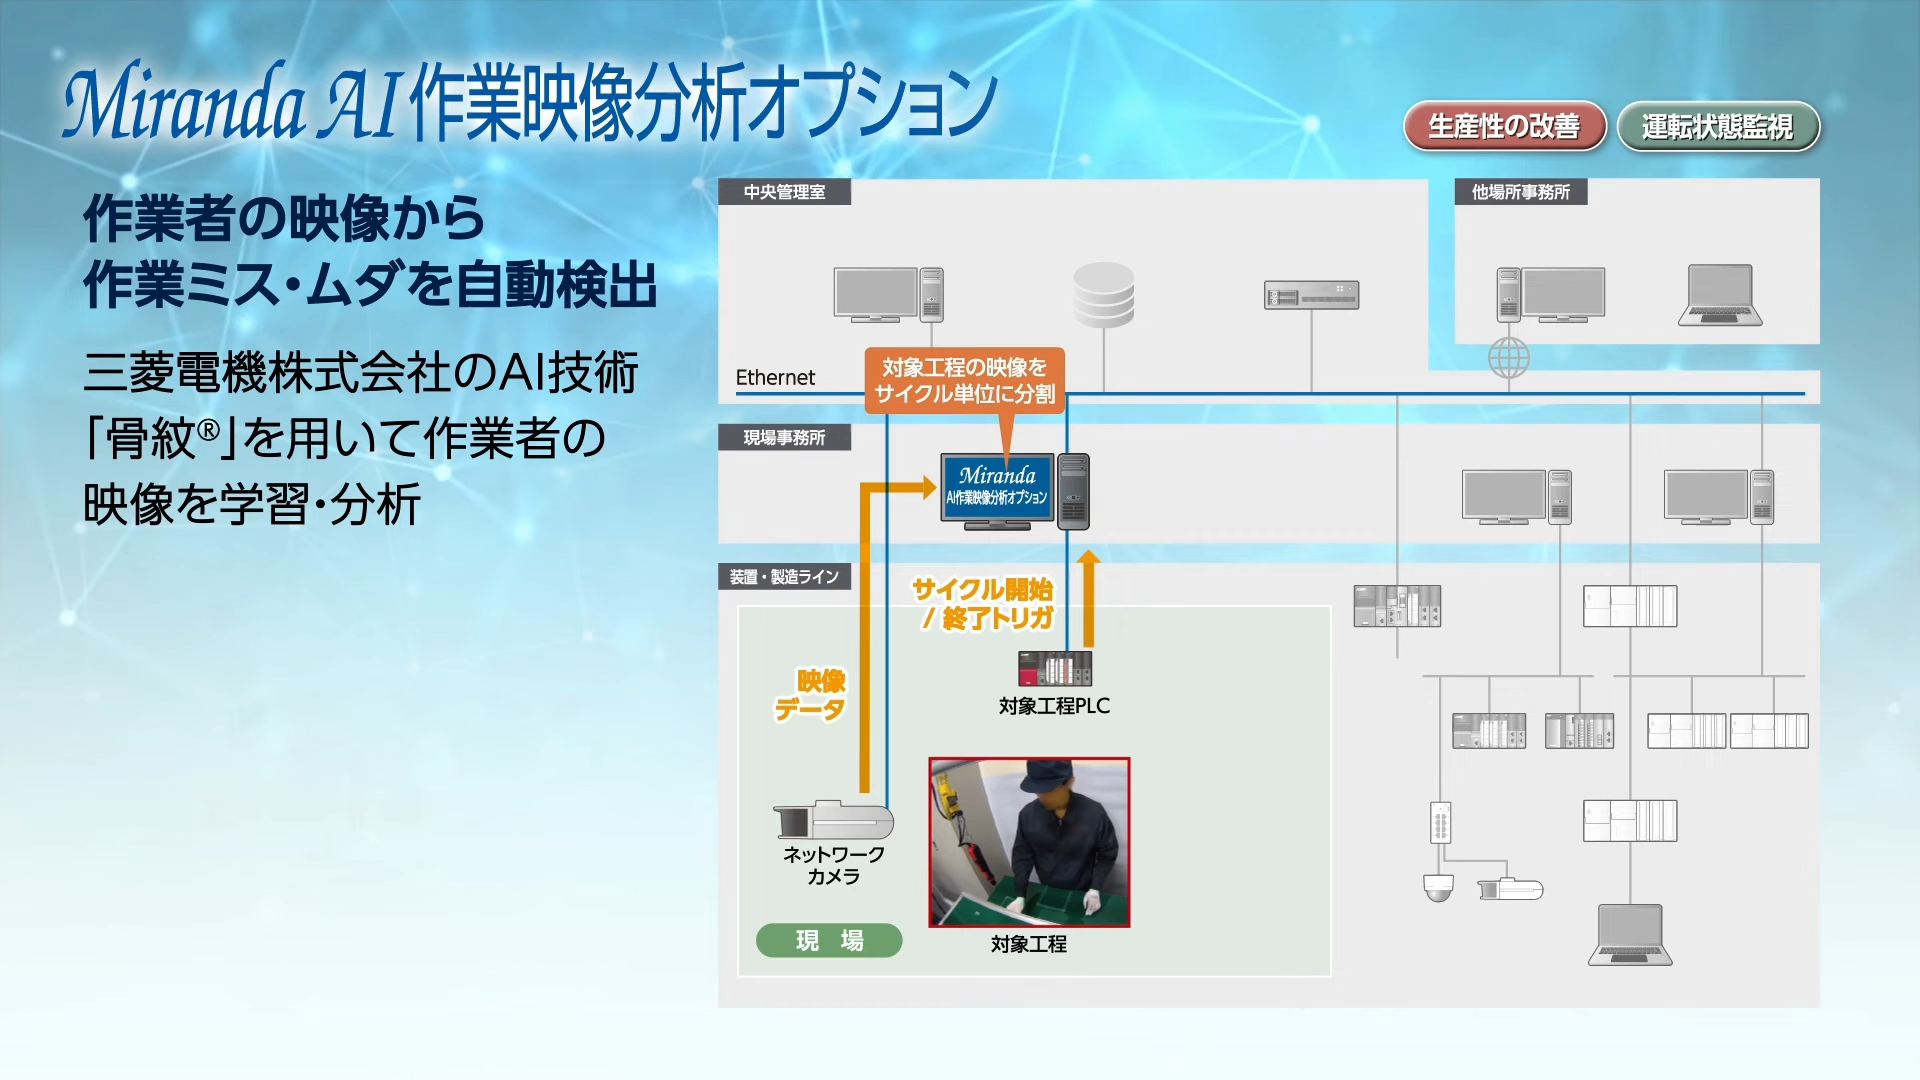 Miranda AI作業映像分析オプション
生産性の改善
運転状態監視
作業者の映像から
作業ミス・ムダを自動検出
三菱電機株式会社のAI技術
「骨紋®」を用いて作業者の
映像を学習・分析
中央管理室
他場所事務所
Ethernet
対象工程の映像を
サイクル単位に分割
現場事務所
Miranda
AI作業映像分析オプション
装置・製造ライン
サイクル開始
/ 終了トリガ
映像
データ
対象工程PLC
ネットワーク
カメラ
現 場
対象工程